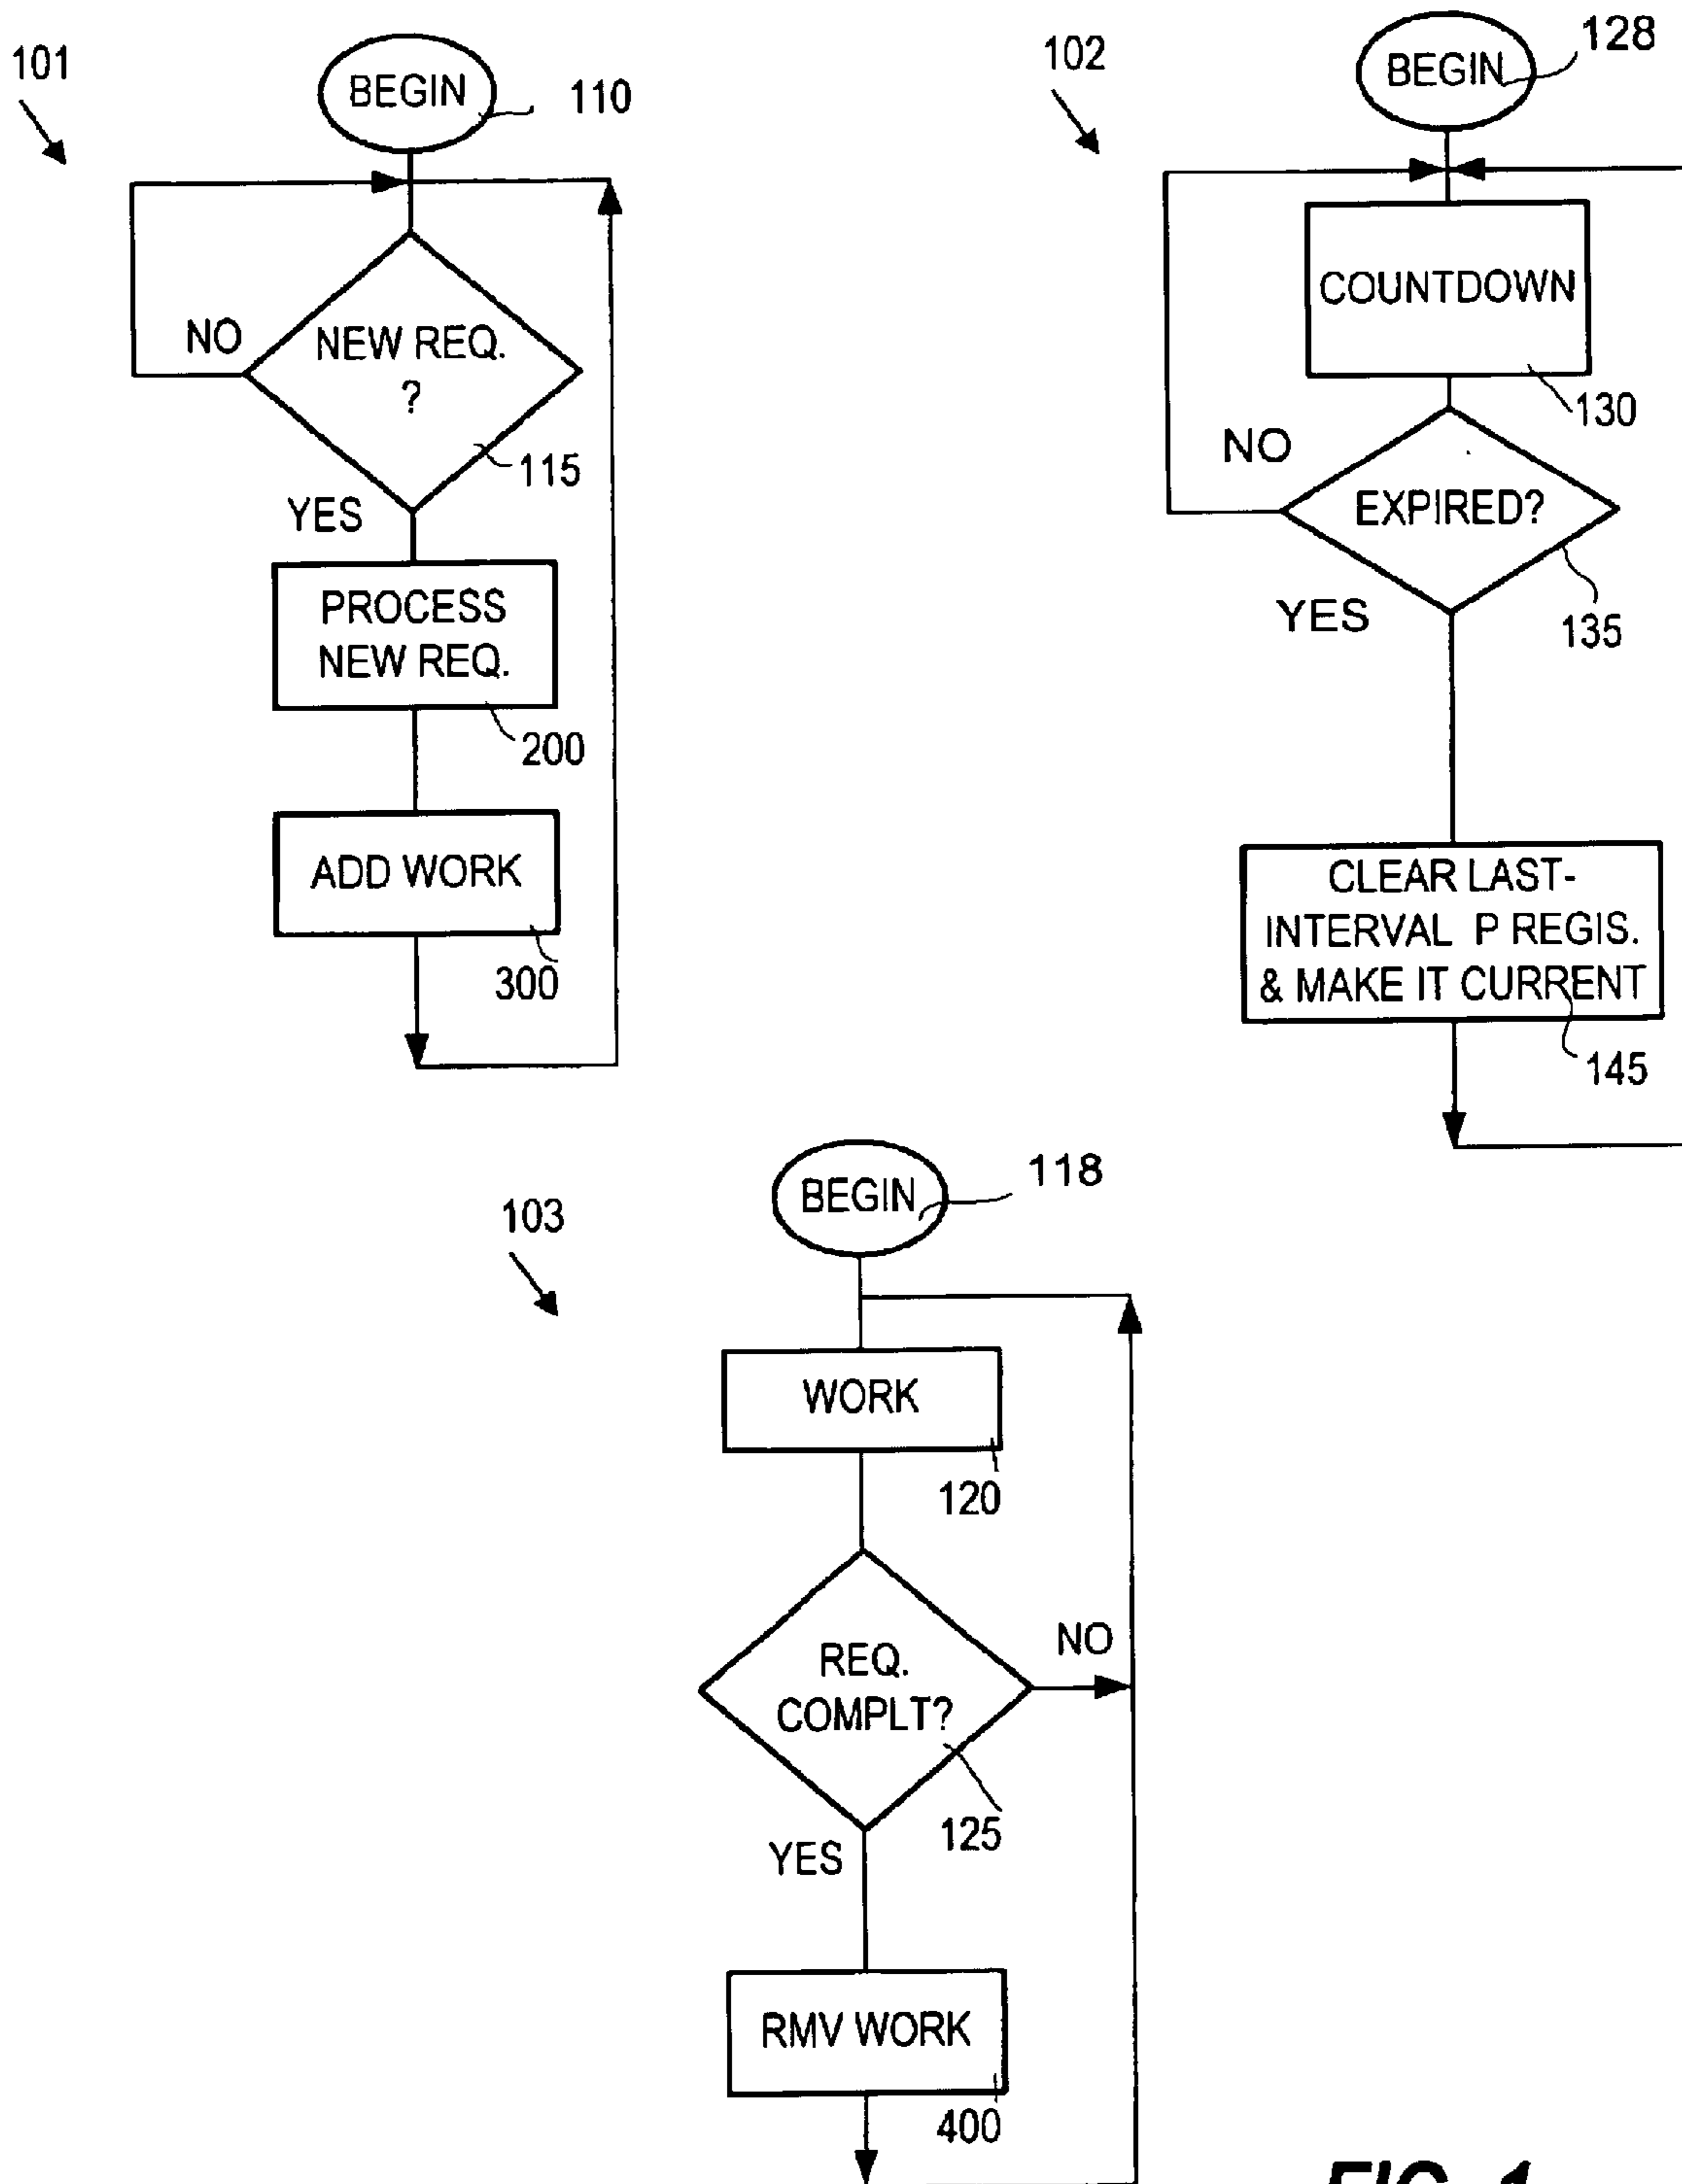 101
BEGIN
110
NO
NEW REQ.
?
115
YES
PROCESS
NEW REQ.
200
ADD WORK
300
102
BEGIN
128
COUNTDOWN
130
NO
EXPIRED?
135
YES
CLEAR LAST-
INTERVAL P REGIS.
& MAKE IT CURRENT
145
103
BEGIN
118
WORK
120
REQ.
COMPLT?
NO
125
YES
RMV WORK
400
FIG. 1